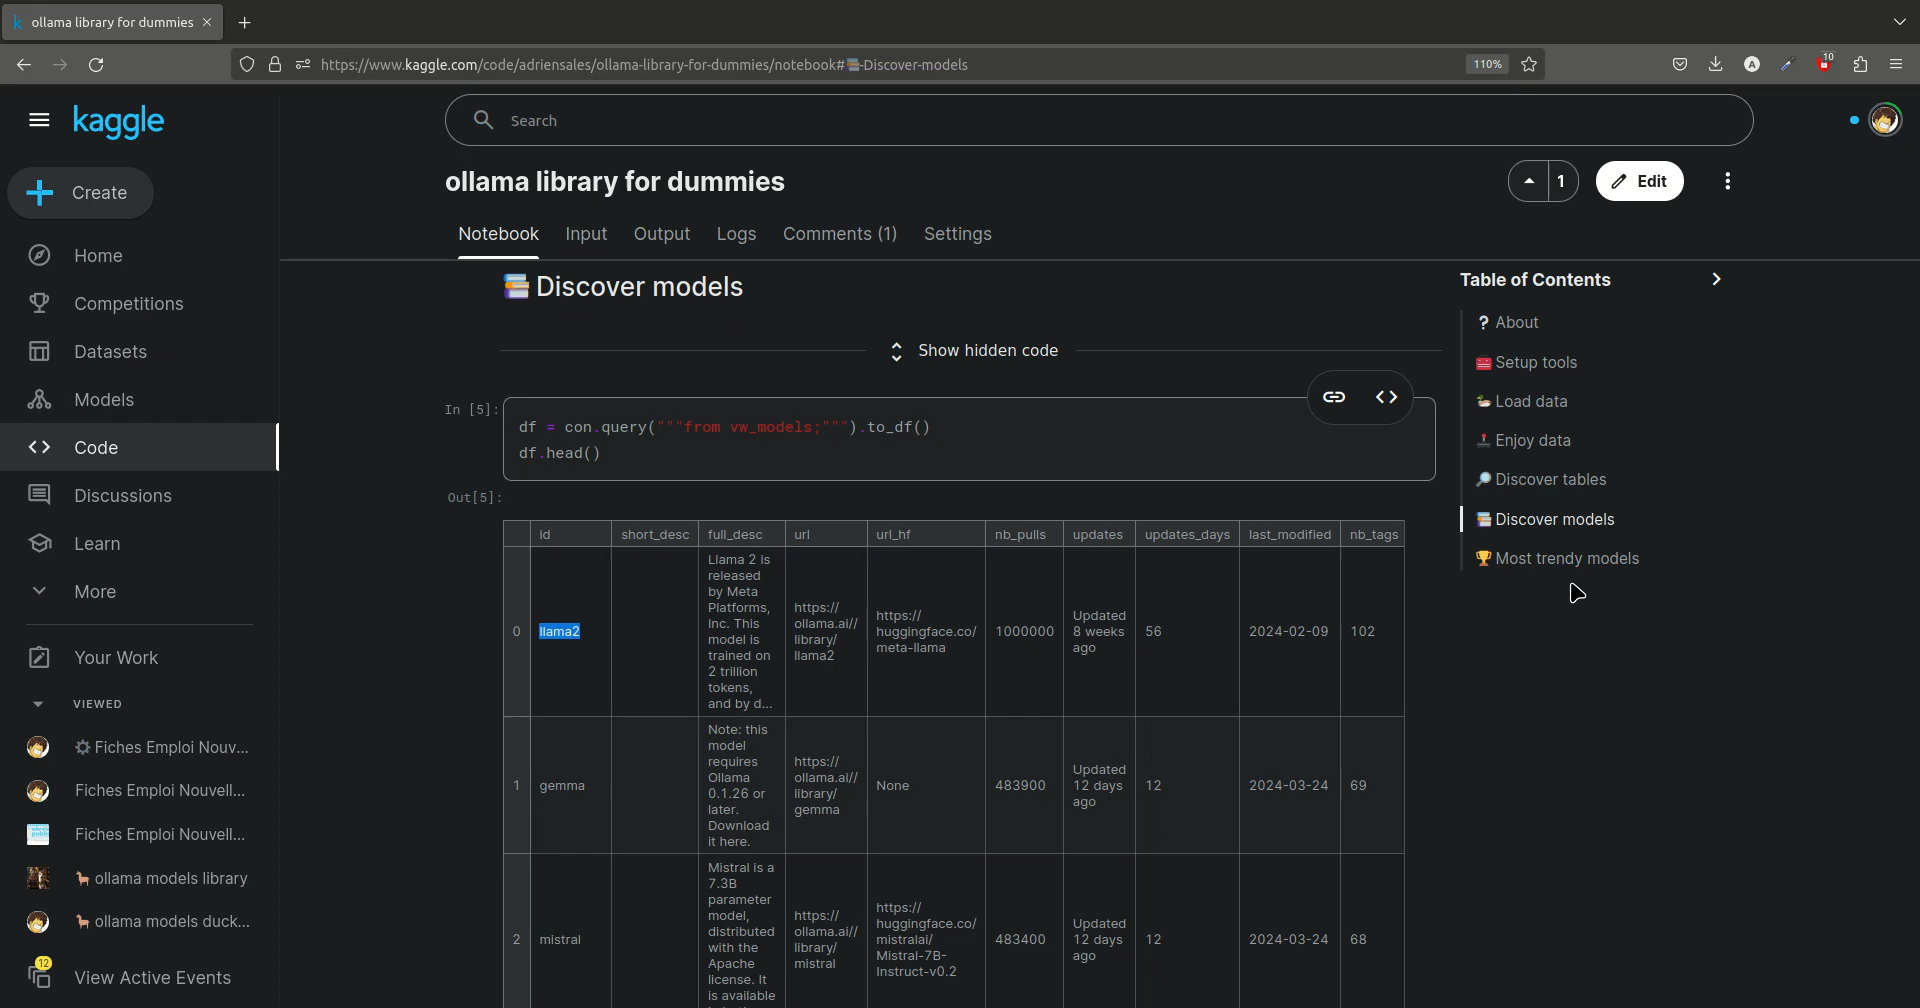 ollama library for dummies
https://www.kaggle.com/code/adriensales/ollama-library-for-dummies/notebook#📚-Discover-models
110%
A
10
kaggle
Search
Create
Home
Competitions
Datasets
Models
Code
Discussions
Learn
More
Your Work
VIEWED
Fiches Emploi Nouv...
Fiches Emploi Nouvell...
Fiches Emploi Nouvell...
ollama models library
ollama models duck...
12
View Active Events
ollama library for dummies
1
Edit
Notebook Input Output Logs Comments (1) Settings
📚 Discover models
Show hidden code
In [5]:
df = con.query("""from vw_models;""").to_df()
df.head()
Out[5]:
id short_desc full_desc url url_hf nb_pulls updates updates_days last_modified nb_tags
0
llama2
Llama 2 is
released
by Meta
Platforms,
Inc. This
model is
trained on
2 trillion
tokens,
and by d...
https://
ollama.ai//
library/
llama2
https://
huggingface.co/
meta-llama
1000000
Updated
8 weeks
ago
56
2024-02-09
102
1
gemma
Note: this
model
requires
Ollama
0.1.26 or
later.
Download
it here.
https://
ollama.ai//
library/
gemma
None
483900
Updated
12 days
ago
12
2024-03-24
69
2
mistral
Mistral is a
7.3B
parameter
model,
distributed
with the
Apache
license. It
is available
https://
ollama.ai//
library/
mistral
https://
huggingface.co/
mistralai/
Mistral-7B-
Instruct-v0.2
483400
Updated
12 days
ago
12
2024-03-24
68
Table of Contents
❔ About
🧰 Setup tools
Load data
🕹️ Enjoy data
🔎 Discover tables
📚 Discover models
🏆 Most trendy models